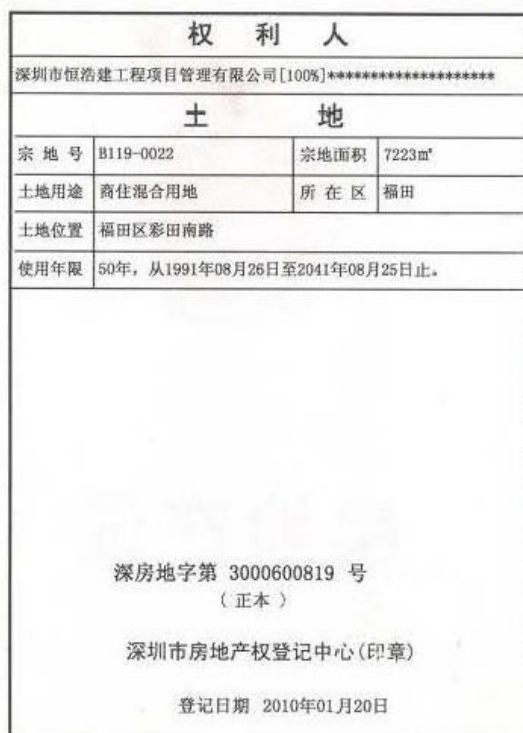 权 利 人
深圳市恒浩建工程项目管理有限公司[100%]********************
土 地
宗 地 号 B119-0022 宗地面积 7223㎡
土地用途 商住混合用地 所 在 区 福田
土地位置 福田区彩田南路
使用年限 50年，从1991年08月26日至2041年08月25日止。
深房地字第 3000600819 号
（ 正本 ）
深圳市房地产权登记中心(印章)
登记日期 2010年01月20日